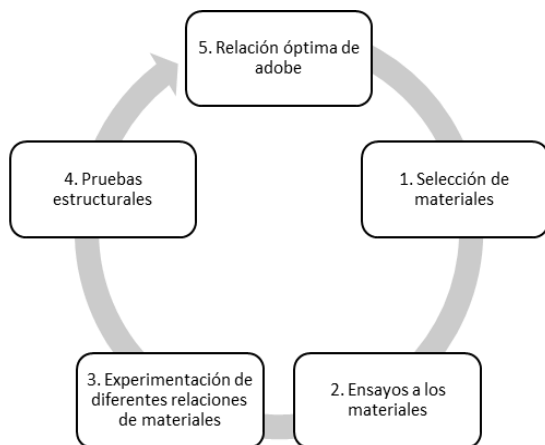 5. Relación óptima de
adobe
1. Selección de
materiales
2. Ensayos a los
materiales
3. Experimentación de
diferentes relaciones
de materiales
4. Pruebas
estructurales